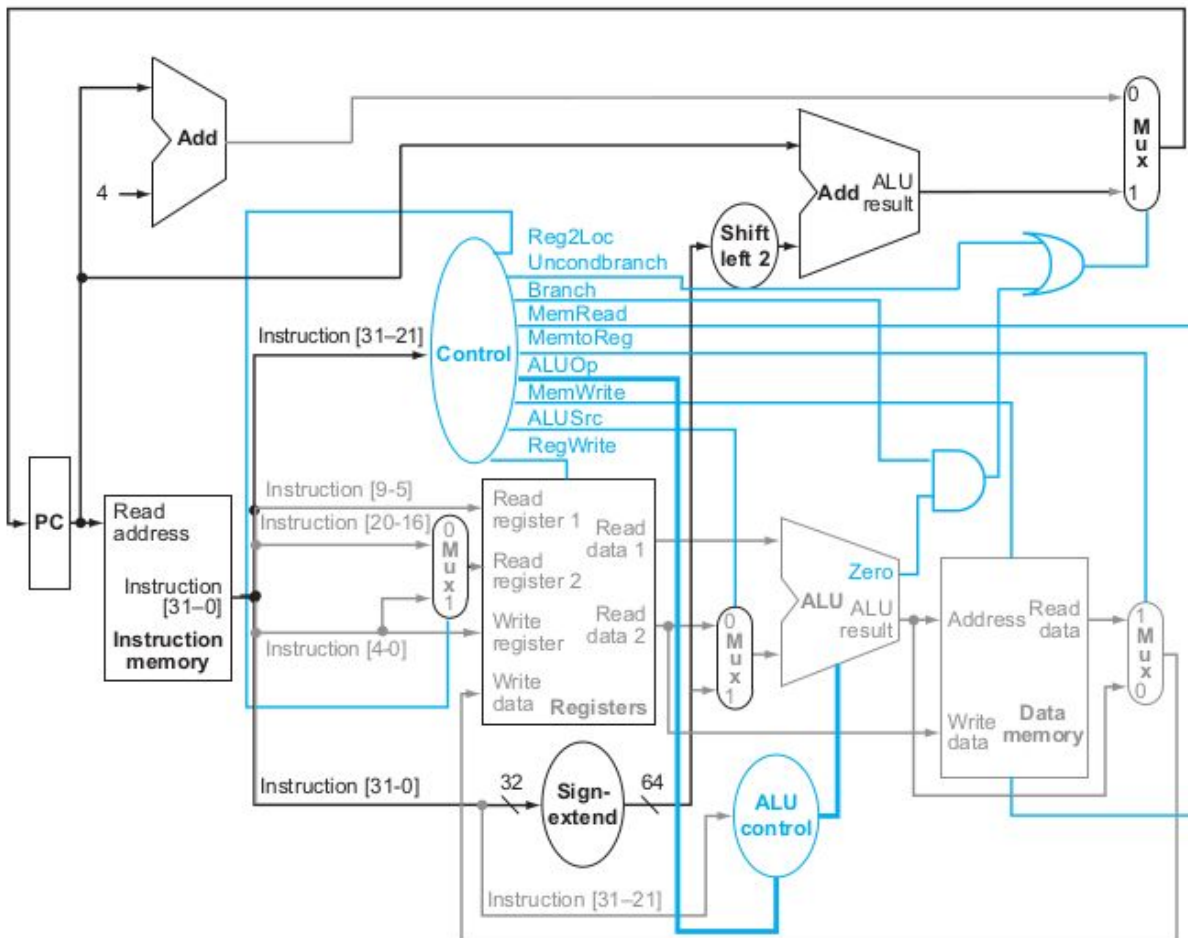 Add
4
Add
ALU
result
0
M
u
x
1
Shift
left 2
Reg2Loc
Uncondbranch
Branch
MemRead
MemtoReg
ALUOp
MemWrite
ALUSrc
RegWrite
Control
Instruction [31–21]
PC
Read
address
Instruction
[31–0]
Instruction
memory
Instruction [9-5]
Instruction [20-16]
Instruction [4-0]
0
M
u
x
1
Read
register 1
Read
register 2
Write
register
Write
data
Read
data 1
Read
data 2
Registers
0
M
u
x
1
Zero
ALU
ALU
result
Address
Read
data
Write
data
Data
memory
1
M
u
x
0
Instruction [31-0]
32
Sign-
extend
64
ALU
control
Instruction [31–21]